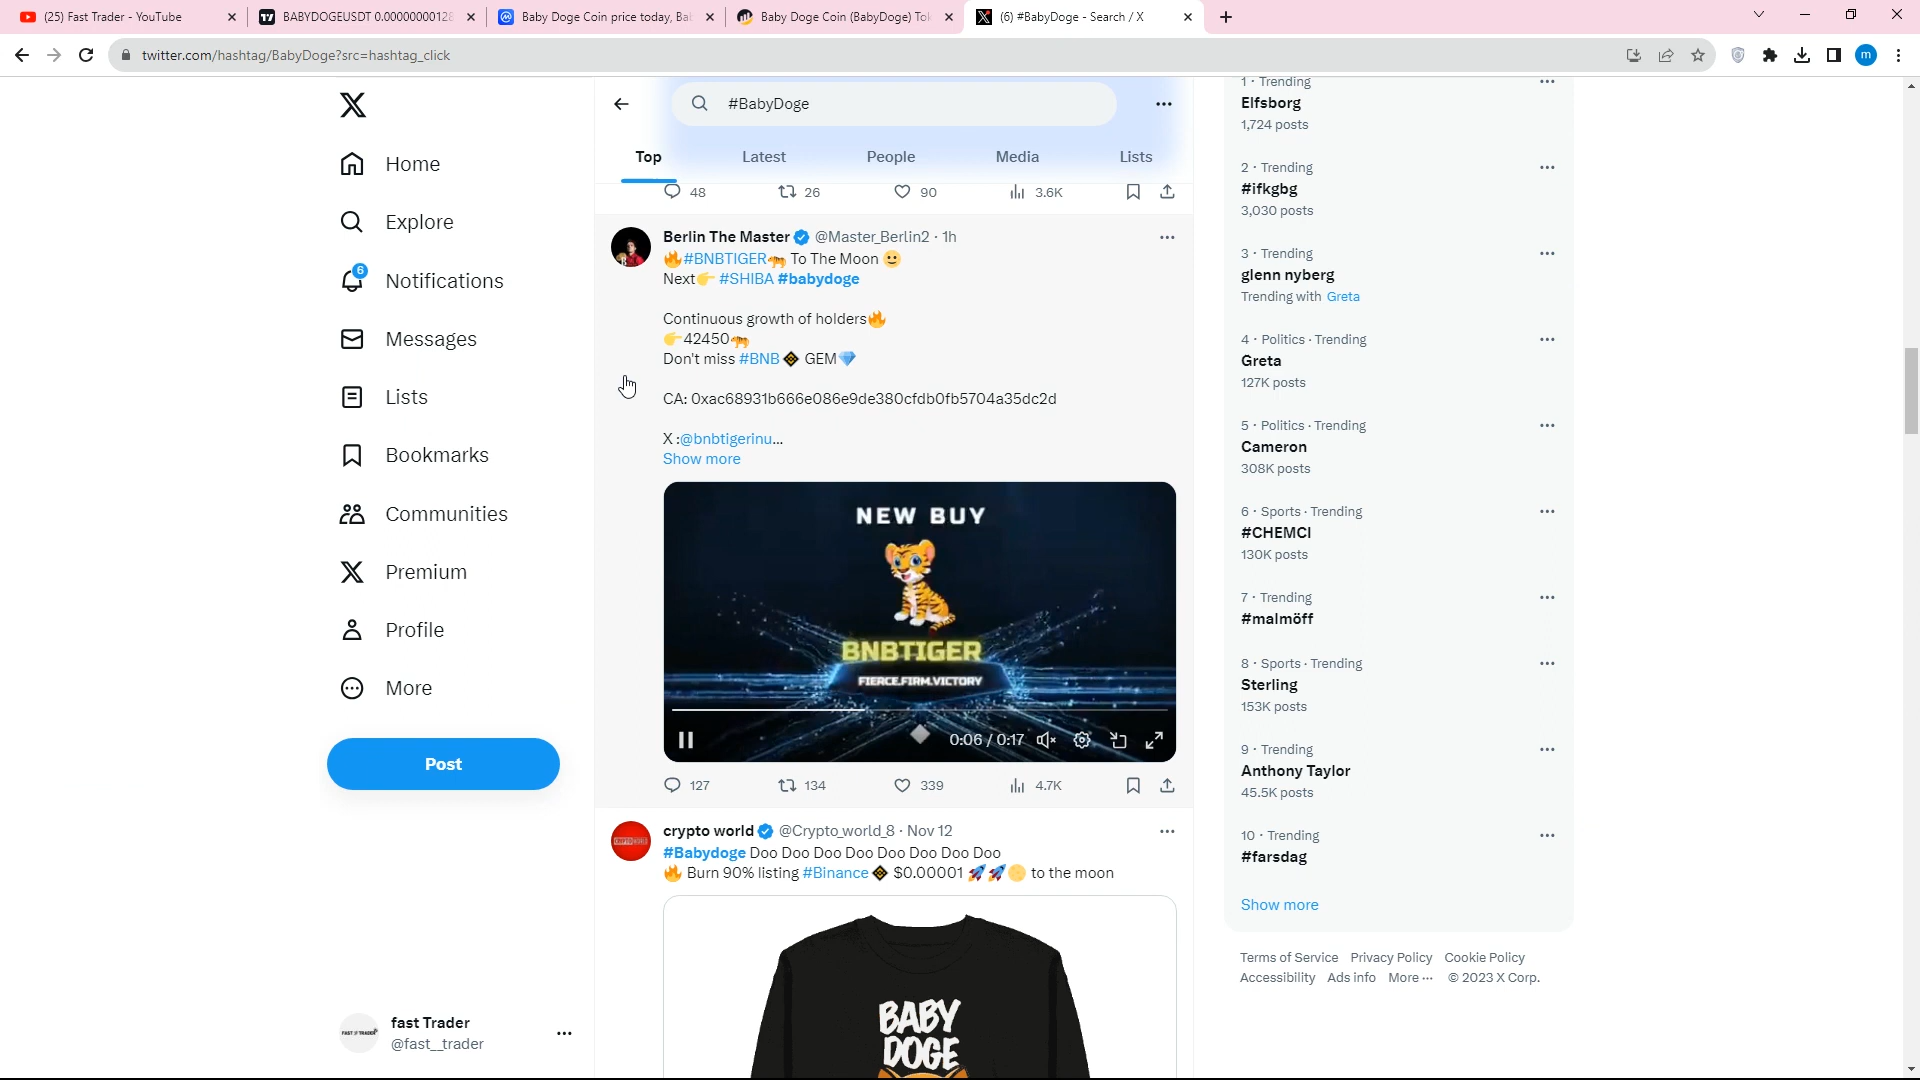 (25) Fast Trader - YouTube
BABYDOGEUSDT 0.0000000012
Baby Doge Coin price today, Ba
Baby Doge Coin (BabyDoge) To
(6) #BabyDoge - Search / X
twitter.com/hashtag/BabyDoge?src=hashtag_click
m
#BabyDoge
Top
Latest
People
Media
Lists
Home
Explore
6
Notifications
Messages
Lists
Bookmarks
Communities
Premium
Profile
More
Post
FAST TRADER
fast Trader
@fast__trader
48 26 90 3.6K
Berlin The Master @Master_Berlin2 · 1h
🔥#BNBTIGER🐅 To The Moon 🙂
Next👉 #SHIBA #babydoge
Continuous growth of holders🔥
👉42450🐅
Don't miss #BNB GEM💎
CA: 0xac68931b666e086e9de380cfdb0fb5704a35dc2d
X :@bnbtigerinu...
Show more
NEW BUY
BNBTIGER
FIERCE.FIRM.VICTORY
0:06 / 0:17
127 134 339 4.7K
crypto world @Crypto_world_8 · Nov 12
#Babydoge Doo Doo Doo Doo Doo Doo Doo Doo
🔥 Burn 90% listing #Binance $0.00001 🚀🚀🌕 to the moon
BABY
DOGE
1 · Trending
Elfsborg
1,724 posts
2 · Trending
#ifkgbg
3,030 posts
3 · Trending
glenn nyberg
Trending with Greta
4 · Politics · Trending
Greta
127K posts
5 · Politics · Trending
Cameron
308K posts
6 · Sports · Trending
#CHEMCI
130K posts
7 · Trending
#malmöff
8 · Sports · Trending
Sterling
153K posts
9 · Trending
Anthony Taylor
45.5K posts
10 · Trending
#farsdag
Show more
Terms of Service Privacy Policy Cookie Policy
Accessibility Ads info More ··· © 2023 X Corp.